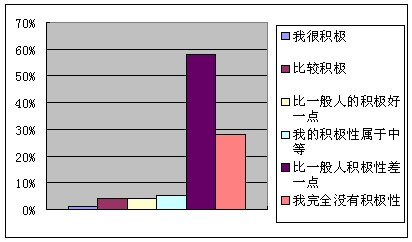 70%
60%
50%
40%
30%
20%
10%
0%
我很积极
比较积极
比一般人的积极好
一点
我的积极性属于中
等
比一般人积极性差
一点
我完全没有积极性